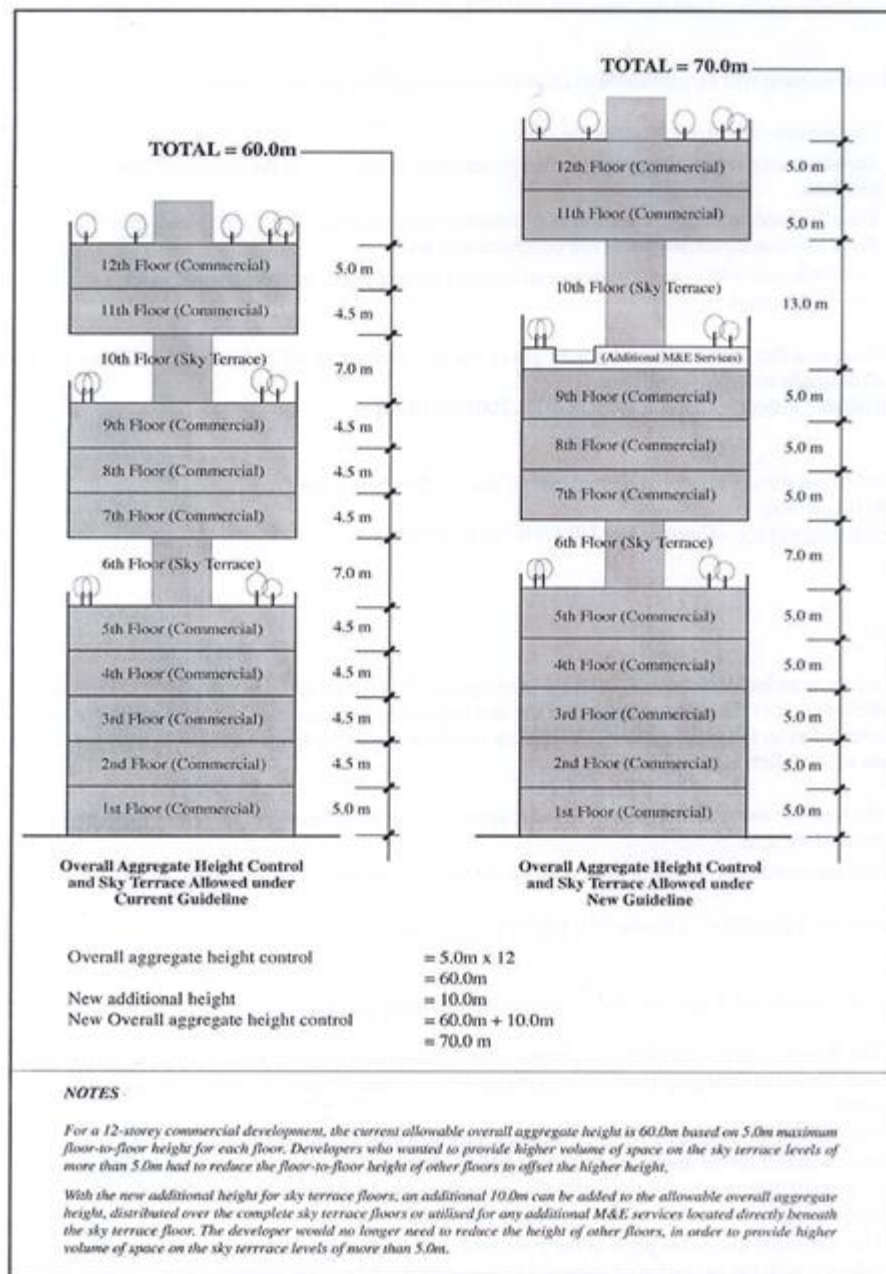 TOTAL = 60.0m
12th Floor (Commercial)
5.0 m
11th Floor (Commercial)
4.5 m
10th Floor (Sky Terrace)
7.0 m
9th Floor (Commercial)
4.5 m
8th Floor (Commercial)
4.5 m
7th Floor (Commercial)
4.5 m
6th Floor (Sky Terrace)
7.0 m
5th Floor (Commercial)
4.5 m
4th Floor (Commercial)
4.5 m
3rd Floor (Commercial)
4.5 m
2nd Floor (Commercial)
4.5 m
1st Floor (Commercial)
5.0 m
Overall Aggregate Height Control
and Sky Terrace Allowed under
Current Guideline
TOTAL = 70.0m
12th Floor (Commercial)
5.0 m
11th Floor (Commercial)
5.0 m
10th Floor (Sky Terrace)
13.0 m
(Additional M&E Services)
9th Floor (Commercial)
5.0 m
8th Floor (Commercial)
5.0 m
7th Floor (Commercial)
5.0 m
6th Floor (Sky Terrace)
7.0 m
5th Floor (Commercial)
5.0 m
4th Floor (Commercial)
5.0 m
3rd Floor (Commercial)
5.0 m
2nd Floor (Commercial)
5.0 m
1st Floor (Commercial)
5.0 m
Overall Aggregate Height Control
and Sky Terrace Allowed under
New Guideline
Overall aggregate height control = 5.0m x 12
= 60.0m
New additional height = 10.0m
New Overall aggregate height control = 60.0m + 10.0m
= 70.0 m
NOTES
For a 12-storey commercial development, the current allowable overall aggregate height is 60.0m based on 5.0m maximum
floor-to-floor height for each floor. Developers who wanted to provide higher volume of space on the sky terrace levels of
more than 5.0m had to reduce the floor-to-floor height of other floors to offset the higher height.
With the new additional height for sky terrace floors, an additional 10.0m can be added to the allowable overall aggregate
height, distributed over the complete sky terrace floors or utilised for any additional M&E services located directly beneath
the sky terrace floor. The developer would no longer need to reduce the height of other floors, in order to provide higher
volume of space on the sky terrrace levels of more than 5.0m.